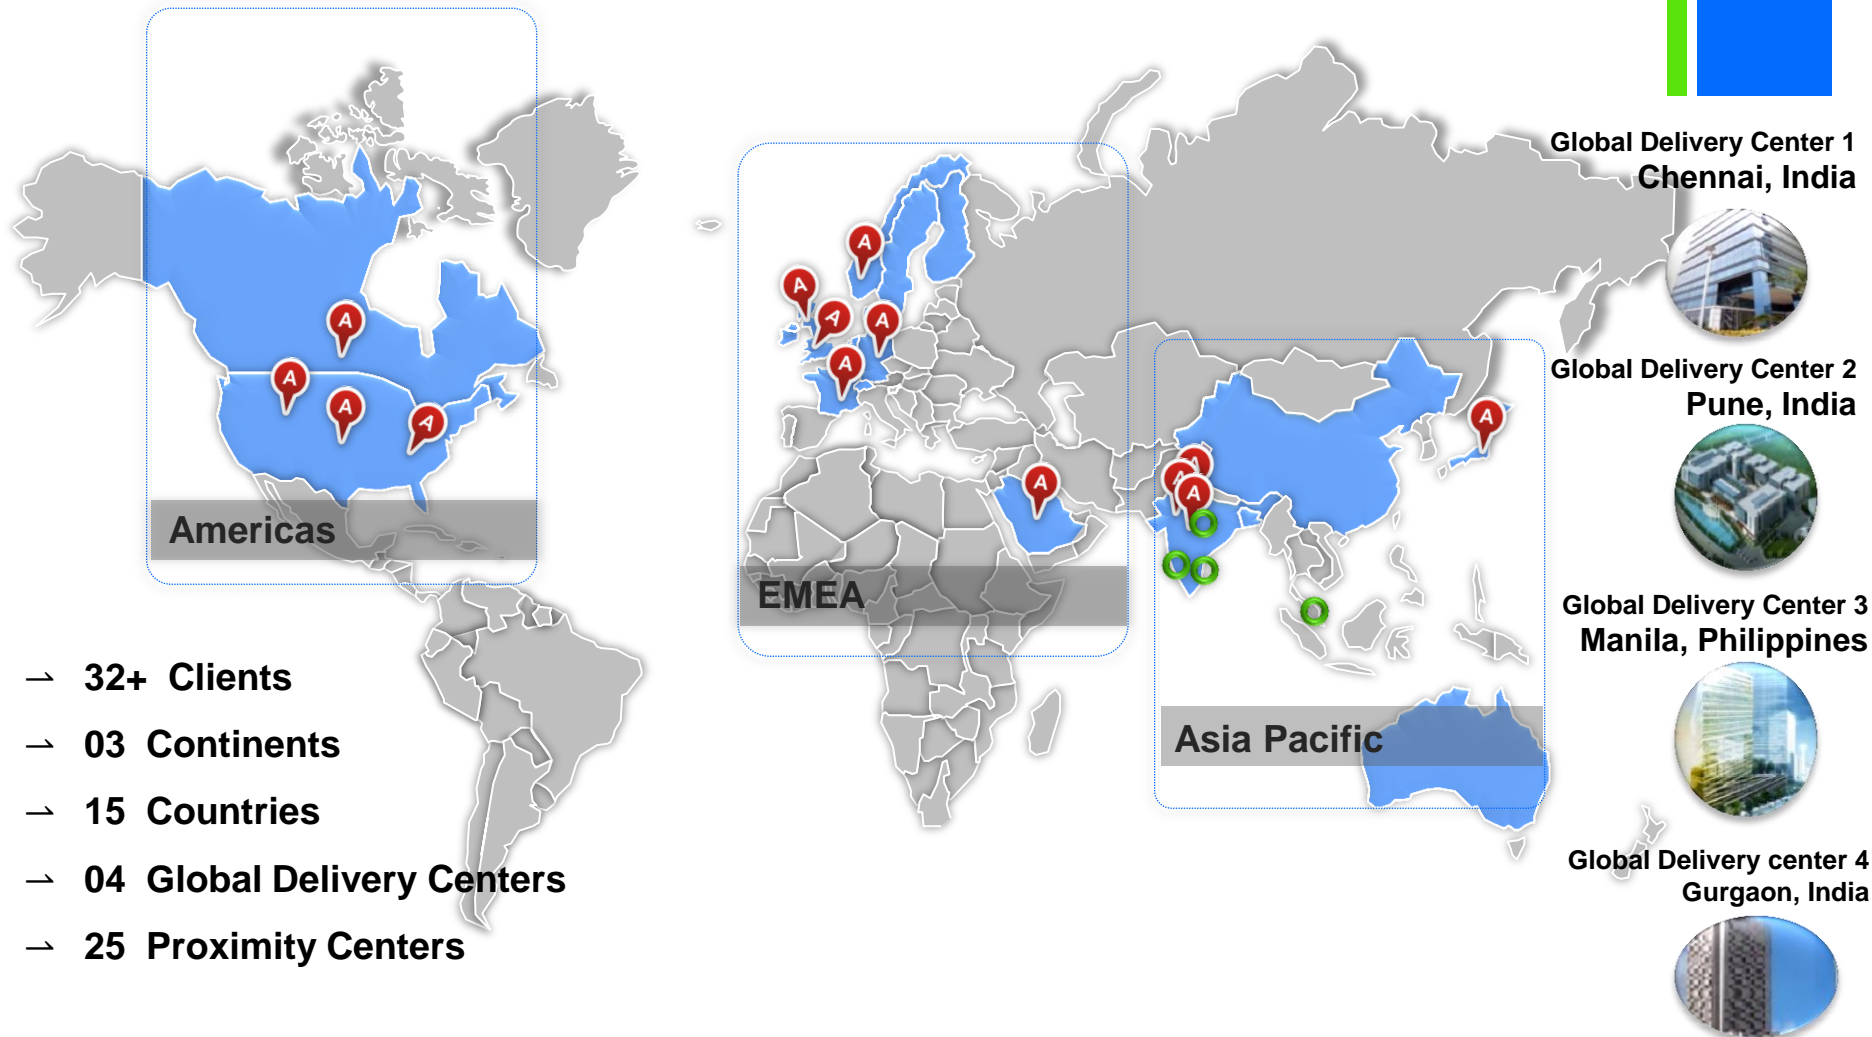 Global Delivery Center 1
Chennai, India
Global Delivery Center 2
Pune, India
Global Delivery Center 3
Manila, Philippines
Global Delivery center 4
Gurgaon, India
A
A
A
A
Americas
A
A
A
A
A
A
EMEA
A
A
A
A
Asia Pacific
→ 32+ Clients
→ 03 Continents
→ 15 Countries
→ 04 Global Delivery Centers
→ 25 Proximity Centers